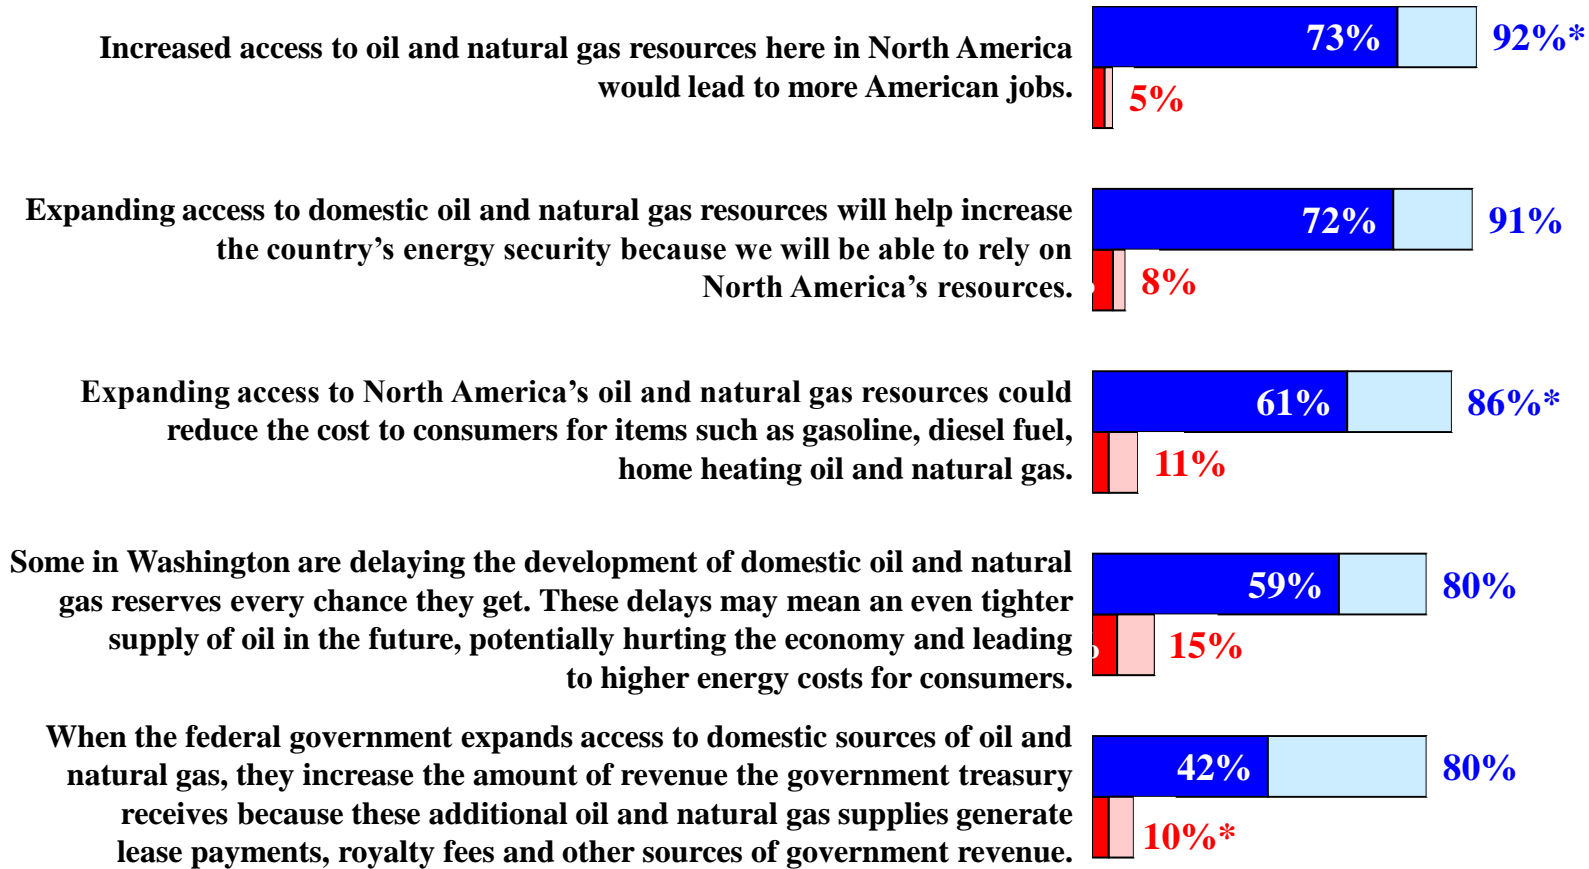 Increased access to oil and natural gas resources here in North America
would lead to more American jobs.
73%
92%*
5%
Expanding access to domestic oil and natural gas resources will help increase
the country’s energy security because we will be able to rely on
North America’s resources.
72%
91%
8%
Expanding access to North America’s oil and natural gas resources could
reduce the cost to consumers for items such as gasoline, diesel fuel,
home heating oil and natural gas.
61%
86%*
11%
Some in Washington are delaying the development of domestic oil and natural
gas reserves every chance they get. These delays may mean an even tighter
supply of oil in the future, potentially hurting the economy and leading
to higher energy costs for consumers.
59%
80%
15%
When the federal government expands access to domestic sources of oil and
natural gas, they increase the amount of revenue the government treasury
receives because these additional oil and natural gas supplies generate
lease payments, royalty fees and other sources of government revenue.
42%
80%
10%*